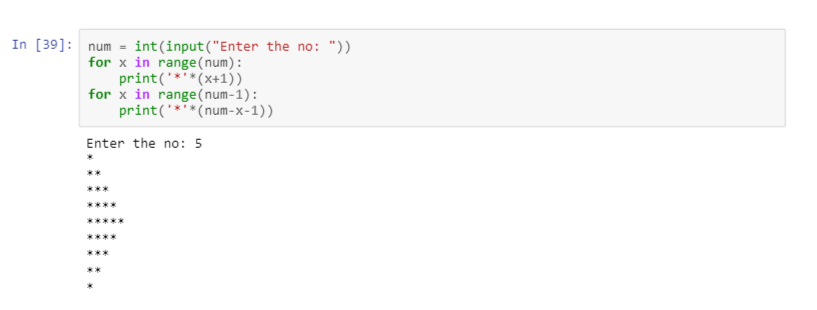 In [39]: num = int(input("Enter the no: "))
for x in range(num):
    print('*'*(x+1))
for x in range(num-1):
    print('*'*(num-x-1))
Enter the no: 5
*
**
***
****
*****
****
***
**
*